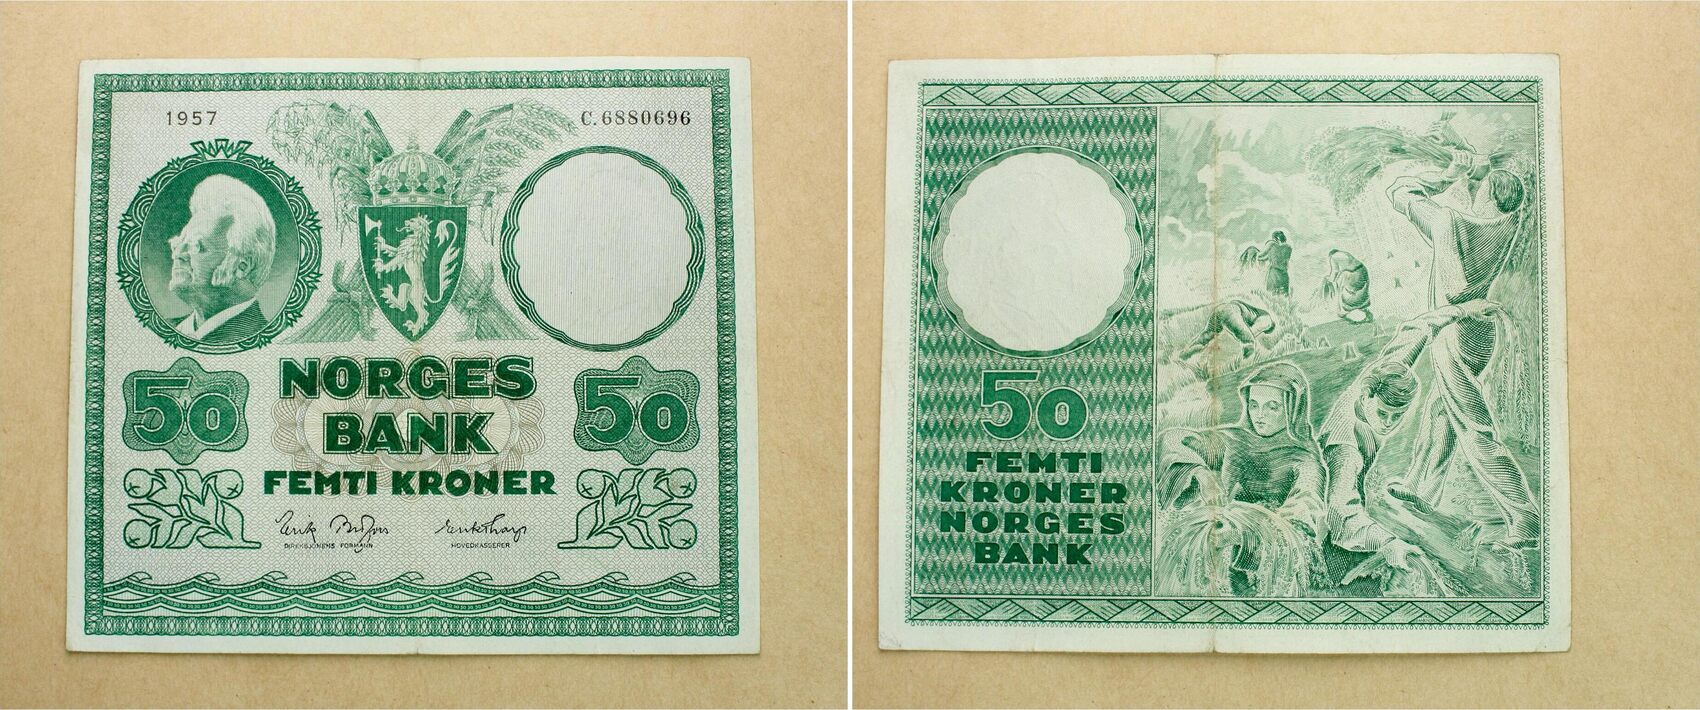 1957
C.6880696
50
NORGES
BANK
50
FEMTI KRONER
DIREKSJONENS FORMANN
HOVEDKASSERER
50
FEMTI
KRONER
NORGES
BANK